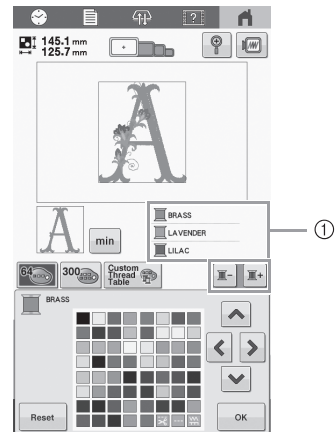 ?
145.1 mm
125.7 mm
min
BRASS
LAVENDER
LILAC
1
64
300
Custom
Thread
Table
- +
BRASS
Reset
OK